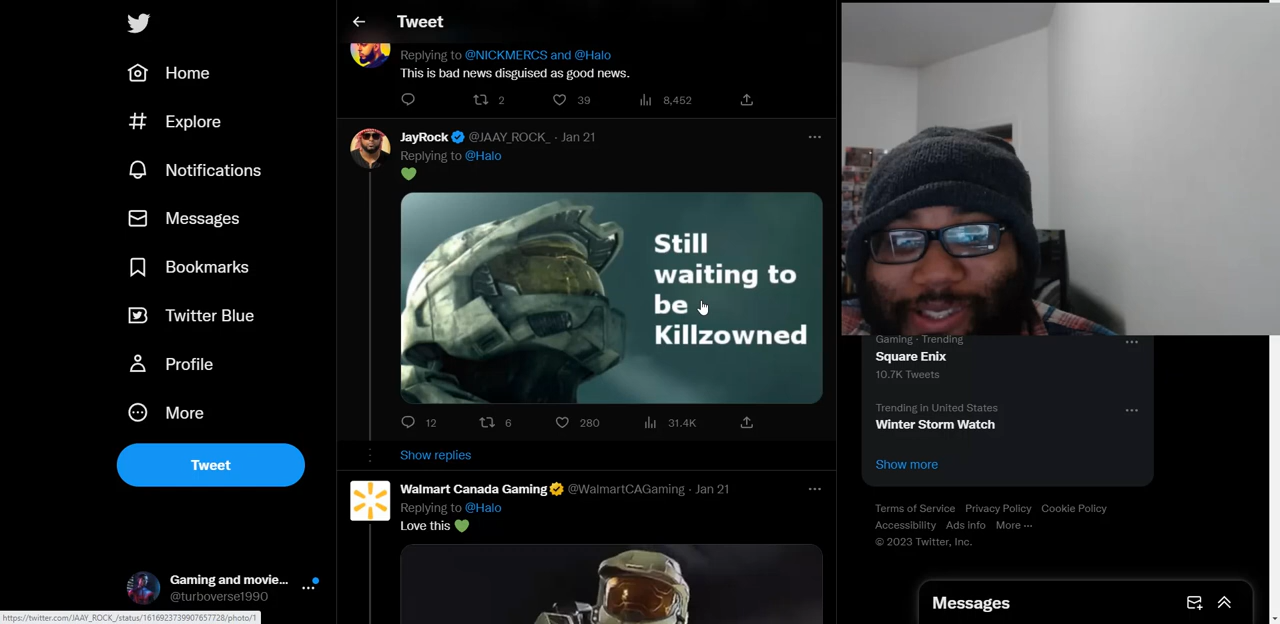 Tweet
Replying to @NICKMERCS and @Halo
This is bad news disguised as good news.
2
39
8,452
Home
Explore
Notifications
Messages
Bookmarks
Twitter Blue
Profile
More
Tweet
Gaming and movie...
@turboverse1990
JayRock @JAAY_ROCK_ · Jan 21
Replying to @Halo
Still
waiting to
be
Killzowned
12
6
280
31.4K
Show replies
Walmart Canada Gaming @WalmartCAGaming · Jan 21
Replying to @Halo
Love this
Gaming · Trending
Square Enix
10.7K Tweets
Trending in United States
Winter Storm Watch
Show more
Terms of Service Privacy Policy Cookie Policy
Accessibility Ads info More ...
© 2023 Twitter, Inc.
Messages
https://twitter.com/JAAY_ROCK_/status/1616923739907657728/photo/1